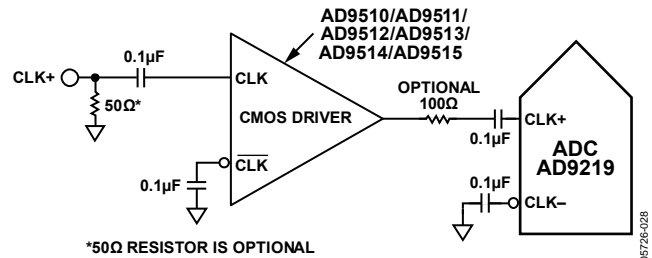 AD9510/AD9511/
AD9512/AD9513/
AD9514/AD9515
CLK+
0.1µF
50Ω*
CLK
CMOS DRIVER
C̅L̅K̅
0.1µF
OPTIONAL
100Ω
0.1µF
CLK+
ADC
AD9219
0.1µF
CLK–
*50Ω RESISTOR IS OPTIONAL
05726-028